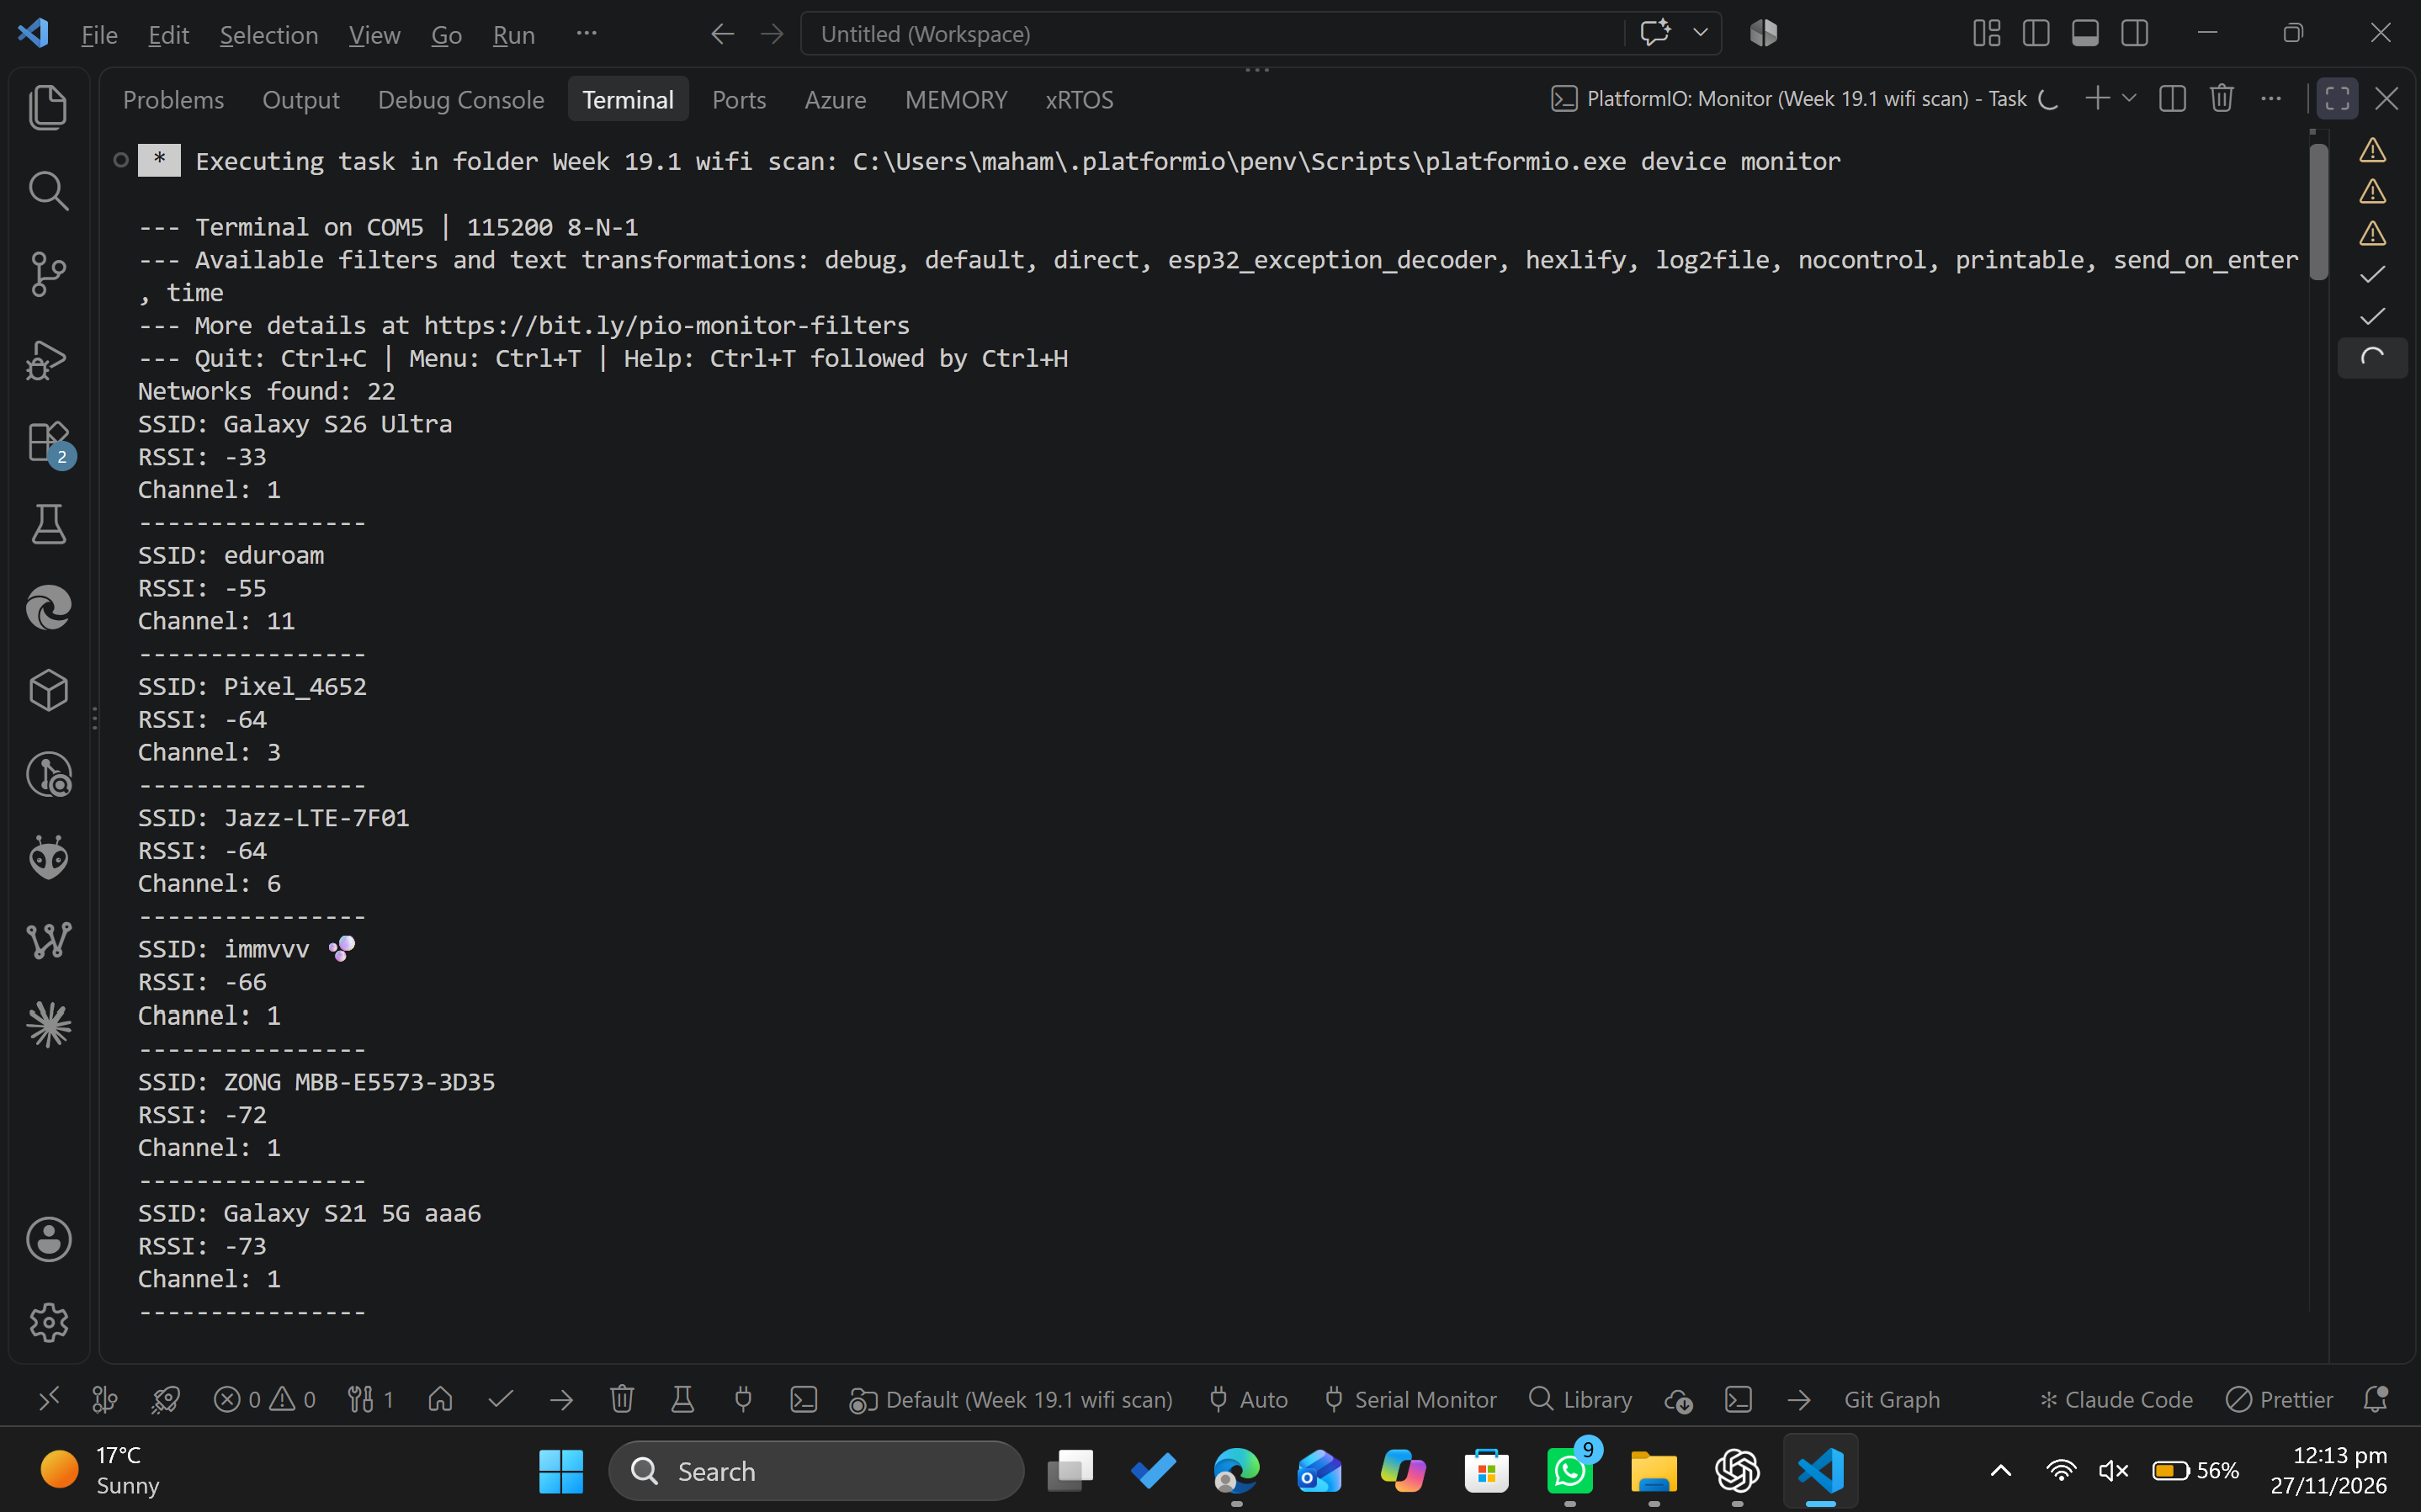 File Edit Selection View Go Run ··· Untitled (Workspace)
Problems Output Debug Console Terminal Ports Azure MEMORY xRTOS PlatformIO: Monitor (Week 19.1 wifi scan) - Task
* Executing task in folder Week 19.1 wifi scan: C:\Users\maham\.platformio\penv\Scripts\platformio.exe device monitor
--- Terminal on COM5 | 115200 8-N-1
--- Available filters and text transformations: debug, default, direct, esp32_exception_decoder, hexlify, log2file, nocontrol, printable, send_on_enter
, time
--- More details at https://bit.ly/pio-monitor-filters
--- Quit: Ctrl+C | Menu: Ctrl+T | Help: Ctrl+T followed by Ctrl+H
Networks found: 22
SSID: Galaxy S26 Ultra
RSSI: -33
Channel: 1
----------------
SSID: eduroam
RSSI: -55
Channel: 11
----------------
SSID: Pixel_4652
RSSI: -64
Channel: 3
----------------
SSID: Jazz-LTE-7F01
RSSI: -64
Channel: 6
----------------
SSID: immvvv 🫧
RSSI: -66
Channel: 1
----------------
SSID: ZONG MBB-E5573-3D35
RSSI: -72
Channel: 1
----------------
SSID: Galaxy S21 5G aaa6
RSSI: -73
Channel: 1
----------------
2
0 0 1 Default (Week 19.1 wifi scan) Auto Serial Monitor Library Git Graph Claude Code Prettier
17°C
Sunny
Search
9
56%
12:13 pm
27/11/2026